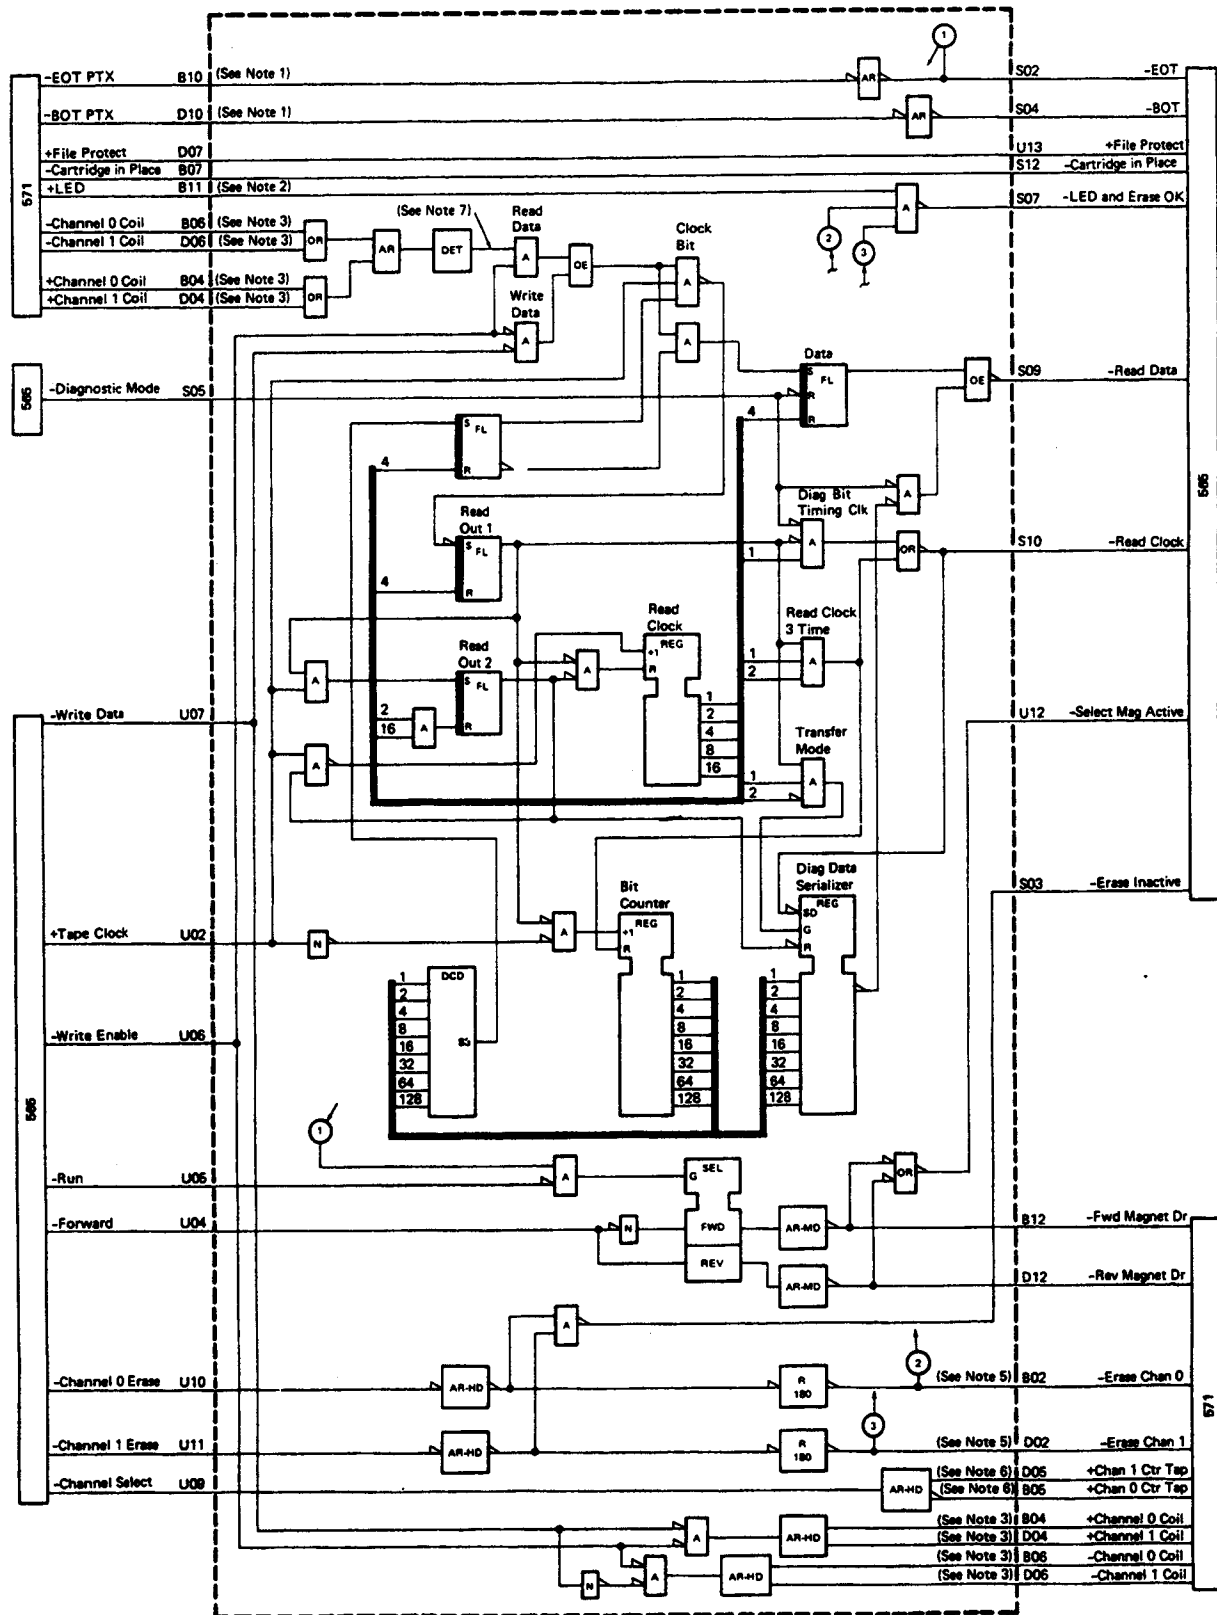 1
-EOT PTX B10 (See Note 1) AR S02 -EOT
-BOT PTX D10 (See Note 1) AR S04 -BOT
+File Protect D07 U13 +File Protect
-Cartridge in Place B07 S12 -Cartridge in Place
+LED B11 (See Note 2) A S07 -LED and Erase OK
571
2
3
-Channel 0 Coil B06 (See Note 3)
-Channel 1 Coil D06 (See Note 3)
OR
+Channel 0 Coil B04 (See Note 3)
+Channel 1 Coil D04 (See Note 3)
OR
AR
DET
(See Note 7)
Read
Data
A
OE
Write
Data
A
Clock
Bit
A
A
565
-Diagnostic Mode S05
Data
S FL
R
R
4
OE
S09 -Read Data
565
S FL
R
4
A
Diag Bit
Timing Clk
A
1
OR
S10 -Read Clock
Read
Out 1
S FL
R
4
Read
Clock
REG
+1
R
1
2
4
8
16
Read Clock
3 Time
1
2
A
A
Read
Out 2
S FL
R
A
2
16
A
-Write Data U07
A
U12 -Select Mag Active
Transfer
Mode
1
2
A
S03 -Erase Inactive
Bit
Counter
REG
+1
R
1
2
4
8
16
32
64
128
Diag Data
Serializer
REG
SD
G
R
1
2
4
8
16
32
64
128
+Tape Clock U02
N
A
DCD
1
2
4
8
16
32
64
128
-Write Enable U06
565
1
-Run U05
A
SEL
G
FWD
REV
OR
-Forward U04
N
AR-MD
B12 -Fwd Magnet Dr
AR-MD
D12 -Rev Magnet Dr
A
2
-Channel 0 Erase U10 AR-HD R 180 (See Note 5) B02 -Erase Chan 0
3
-Channel 1 Erase U11 AR-HD R 180 (See Note 5) D02 -Erase Chan 1
571
-Channel Select U09 AR-HD
(See Note 6) D05 +Chan 1 Ctr Tap
(See Note 6) B05 +Chan 0 Ctr Tap
A AR-HD
(See Note 3) B04 +Channel 0 Coil
(See Note 3) D04 +Channel 1 Coil
N A AR-HD
(See Note 3) B06 -Channel 0 Coil
(See Note 3) D06 -Channel 1 Coil